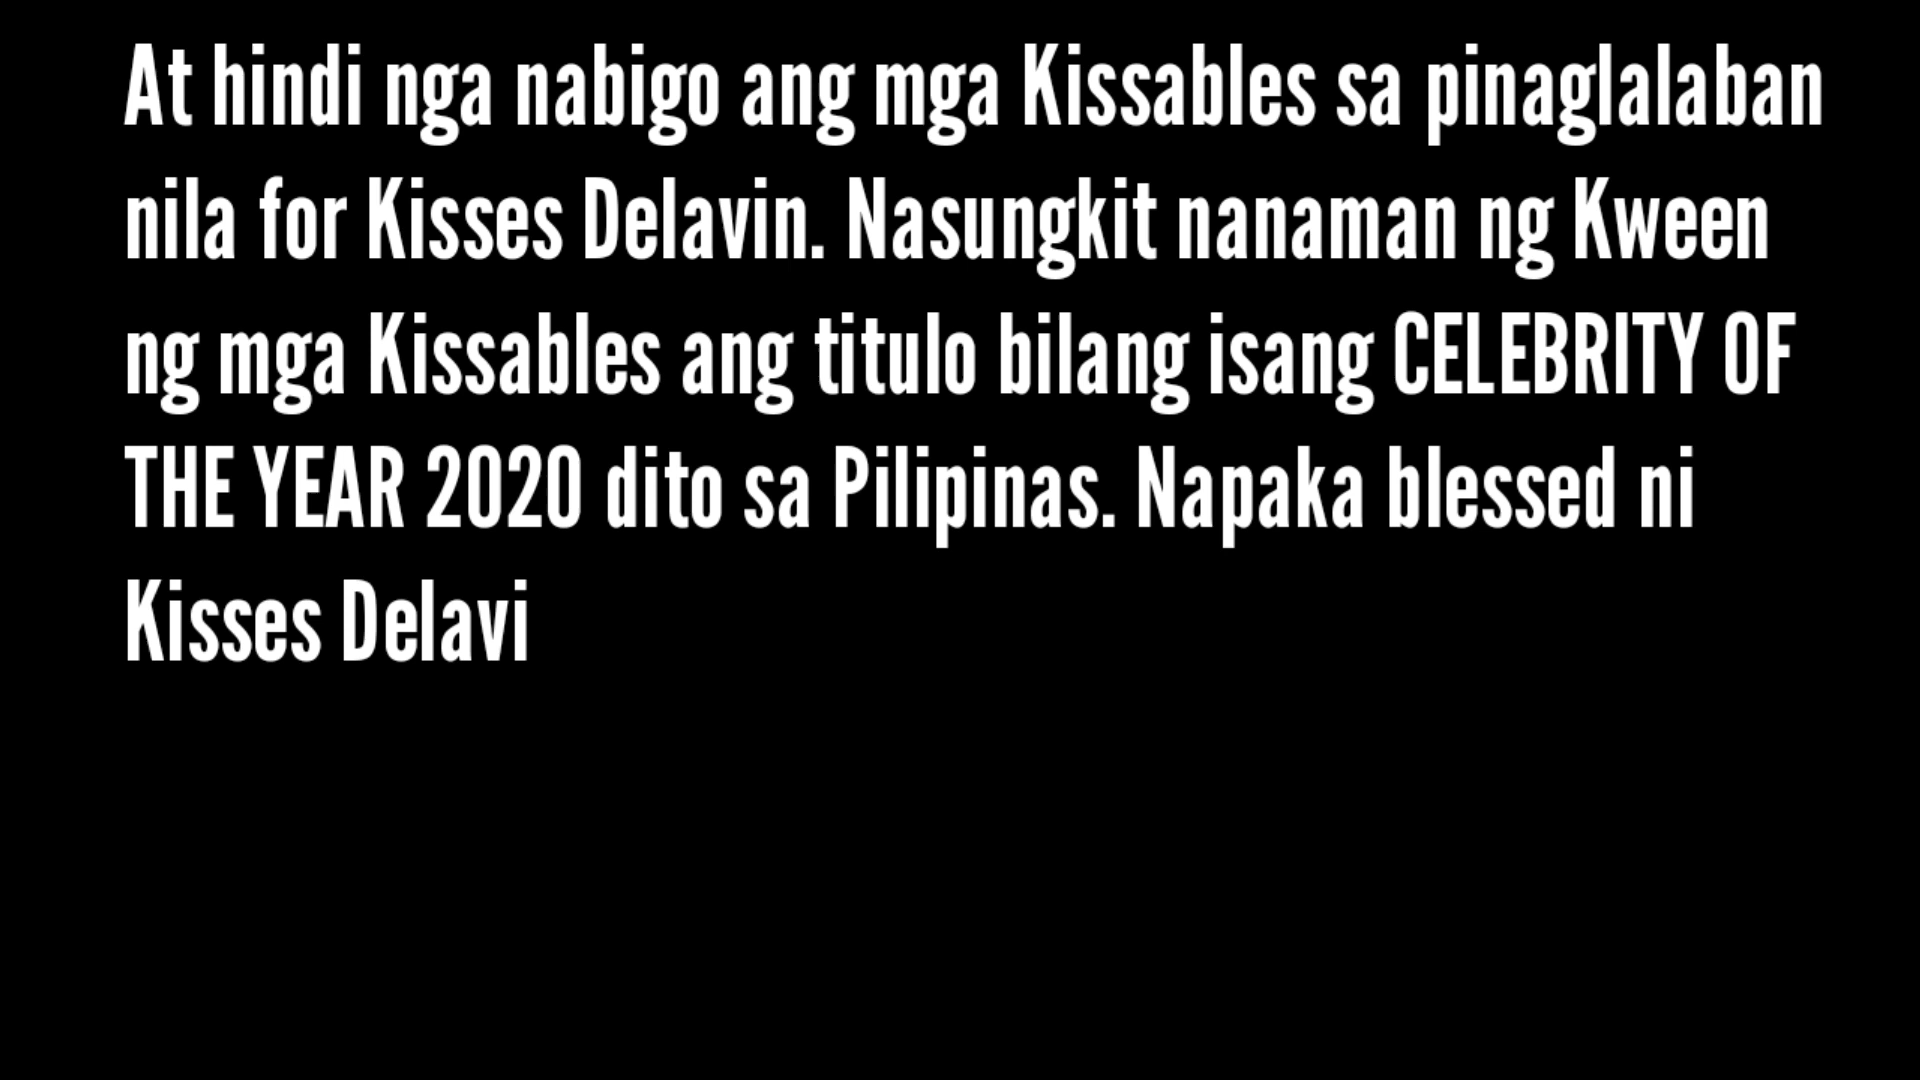 At hindi nga nabigo ang mga Kissables sa pinaglalaban
nila for Kisses Delavin. Nasungkit nanaman ng Kween
ng mga Kissables ang titulo bilang isang CELEBRITY OF
THE YEAR 2020 dito sa Pilipinas. Napaka blessed ni
Kisses Delavi